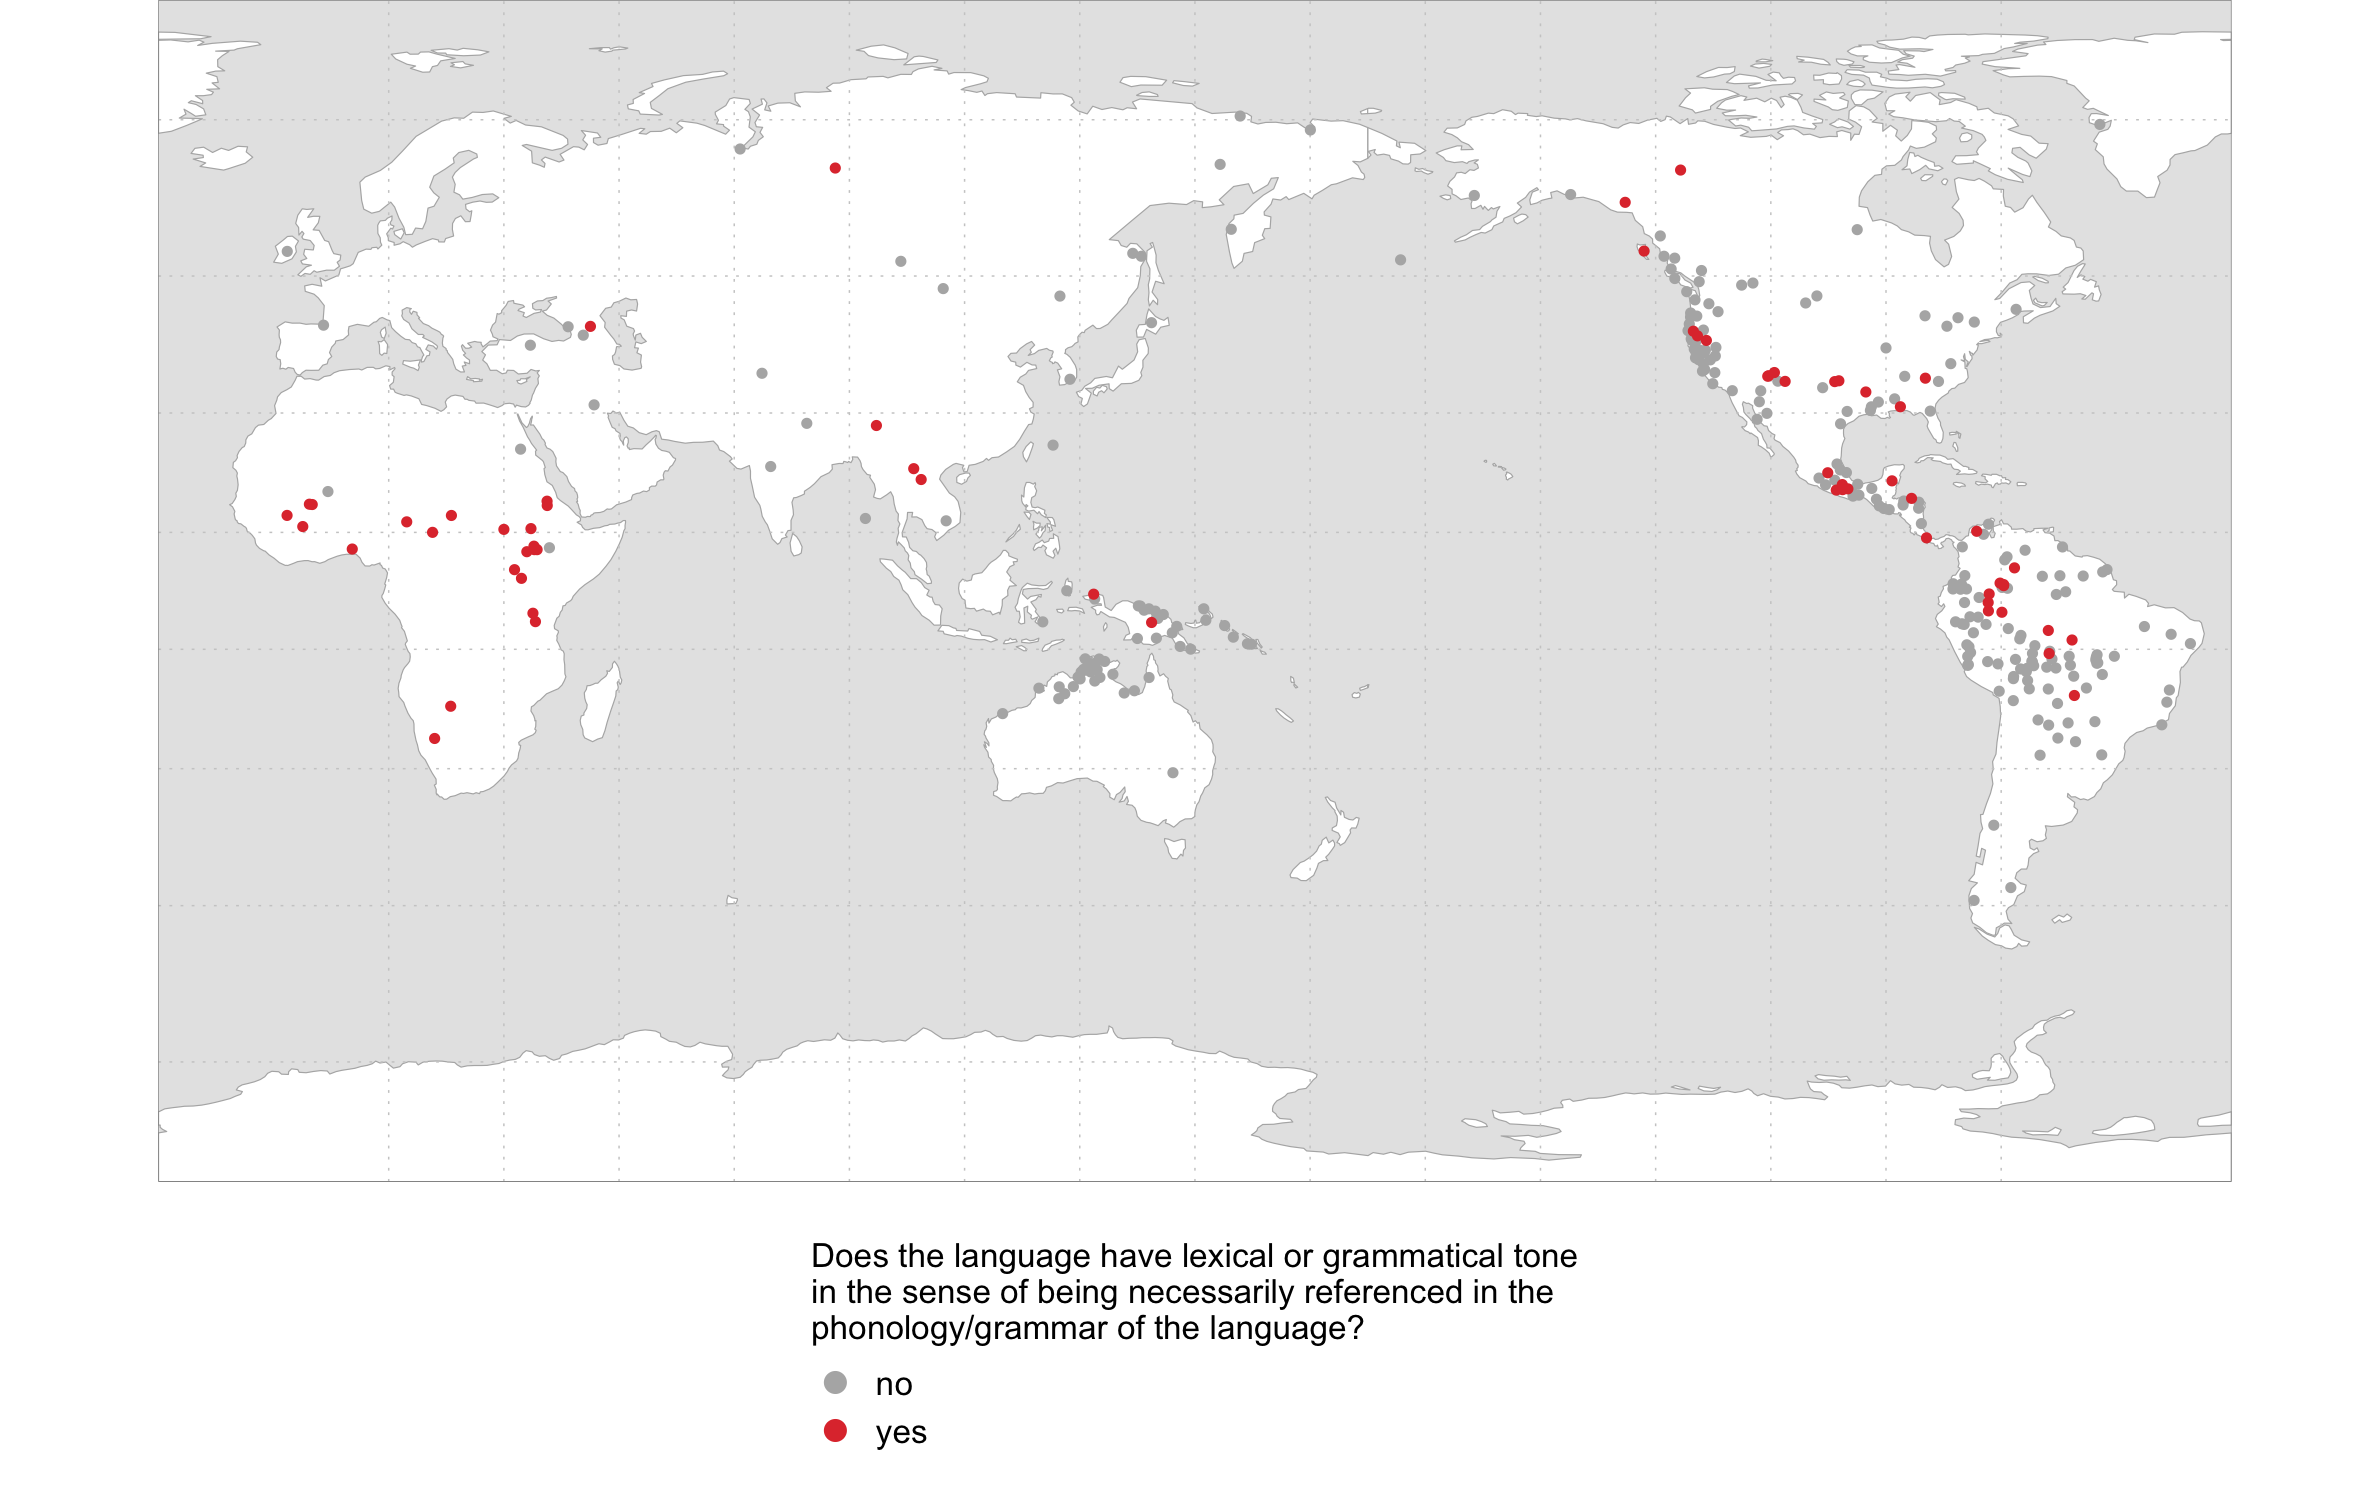 Does the language have lexical or grammatical tone
in the sense of being necessarily referenced in the
phonology/grammar of the language?
no
yes